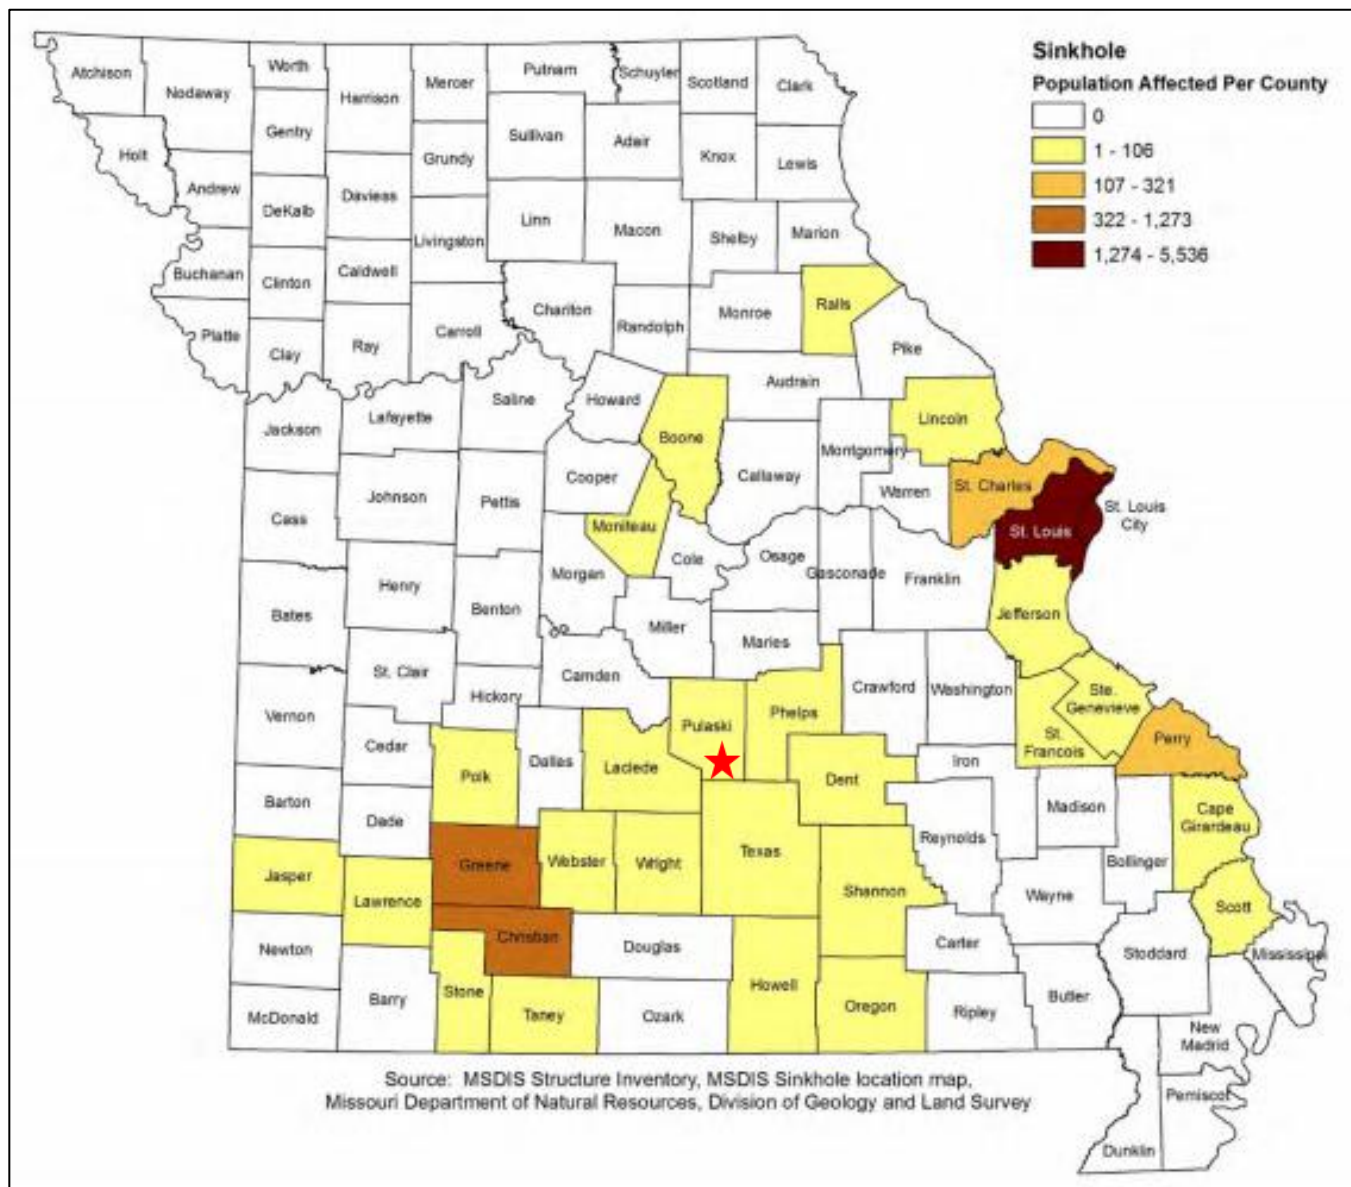 Sinkhole
Population Affected Per County
0
1 - 106
107 - 321
322 - 1,273
1,274 - 5,536
Atchison
Nodaway
Worth
Harrison
Mercer
Putnam
Schuyler
Scotland
Clark
Gentry
Sullivan
Adair
Knox
Lewis
Holt
Andrew
DeKalb
Daviess
Grundy
Linn
Macon
Shelby
Marion
Livingston
Buchanan
Clinton
Caldwell
Chariton
Randolph
Monroe
Ralls
Platte
Clay
Ray
Carroll
Pike
Audrain
Saline
Howard
Boone
Lincoln
Jackson
Lafayette
Callaway
Montgomery
Warren
St. Charles
Cooper
Johnson
Pettis
Cass
Moniteau
St. Louis
St. Louis
City
Cole
Osage
Gasconade
Franklin
Morgan
Henry
Benton
Bates
Miller
Maries
Jefferson
St. Clair
Hickory
Camden
Crawford
Washington
Ste.
Genevieve
Vernon
Cedar
Pulaski
Phelps
St.
Francois
Perry
Polk
Dallas
Laclede
Dent
Iron
Barton
Dade
Madison
Cape
Girardeau
Reynolds
Bollinger
Jasper
Greene
Webster
Wright
Texas
Shannon
Wayne
Lawrence
Scott
Newton
Christian
Douglas
Carter
Stoddard
Mississippi
Barry
Stone
Taney
Ozark
Howell
Oregon
Ripley
Butler
McDonald
New
Madrid
Pemiscot
Dunklin
Source: MSDIS Structure Inventory, MSDIS Sinkhole location map,
Missouri Department of Natural Resources, Division of Geology and Land Survey